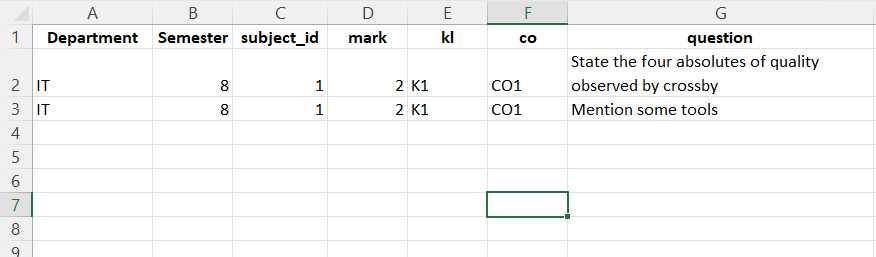 A B C D E F G
1 Department Semester subject_id mark kl co question
2 IT 8 1 2 K1 CO1 State the four absolutes of quality
observed by crossby
3 IT 8 1 2 K1 CO1 Mention some tools
4
5
6
7
8
9